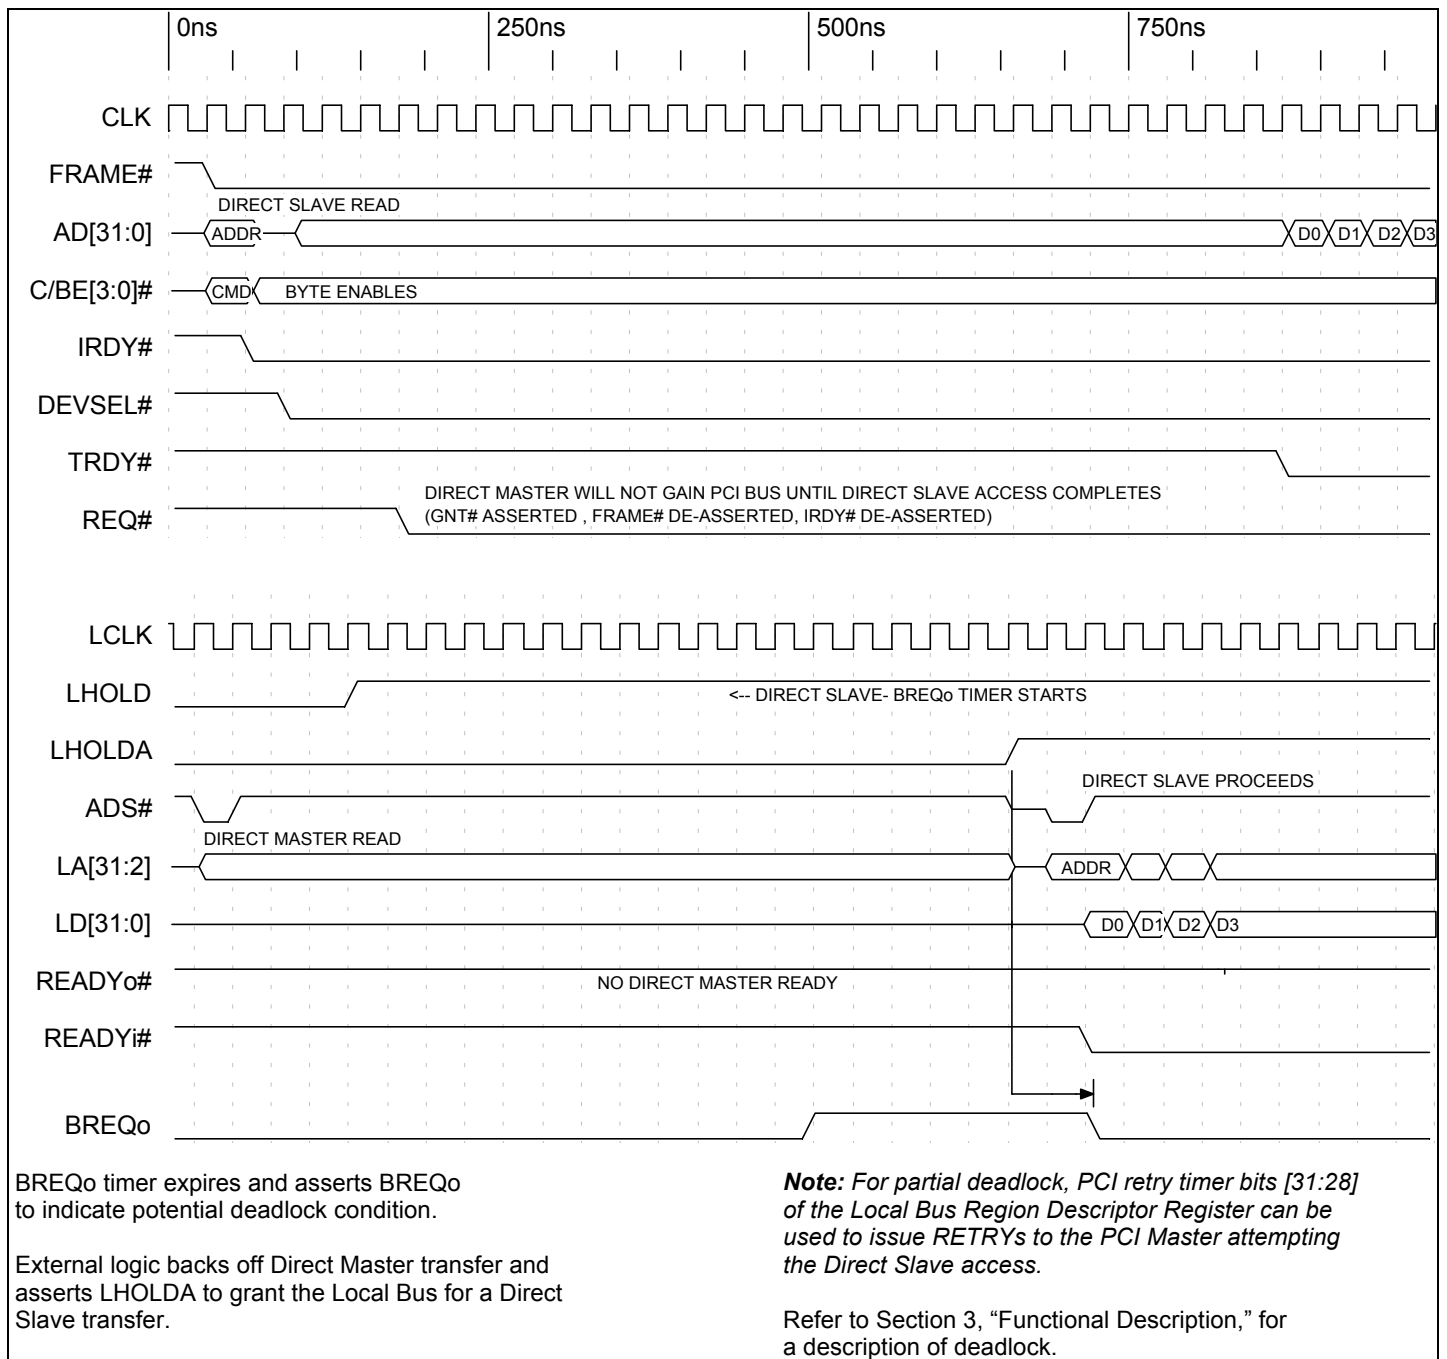 0ns 250ns 500ns 750ns
CLK
FRAME#
DIRECT SLAVE READ
AD[31:0] ADDR D0 D1 D2 D3
C/BE[3:0]# CMD BYTE ENABLES
IRDY#
DEVSEL#
TRDY#
DIRECT MASTER WILL NOT GAIN PCI BUS UNTIL DIRECT SLAVE ACCESS COMPLETES
REQ# (GNT# ASSERTED , FRAME# DE-ASSERTED, IRDY# DE-ASSERTED)
LCLK
LHOLD <-- DIRECT SLAVE- BREQo TIMER STARTS
LHOLDA
DIRECT SLAVE PROCEEDS
ADS#
DIRECT MASTER READ
LA[31:2] ADDR
LD[31:0] D0 D1 D2 D3
READYo# NO DIRECT MASTER READY
READYi#
BREQo
BREQo timer expires and asserts BREQo
to indicate potential deadlock condition.
External logic backs off Direct Master transfer and
asserts LHOLDA to grant the Local Bus for a Direct
Slave transfer.
Note: For partial deadlock, PCI retry timer bits [31:28]
of the Local Bus Region Descriptor Register can be
used to issue RETRYs to the PCI Master attempting
the Direct Slave access.
Refer to Section 3, “Functional Description,” for
a description of deadlock.